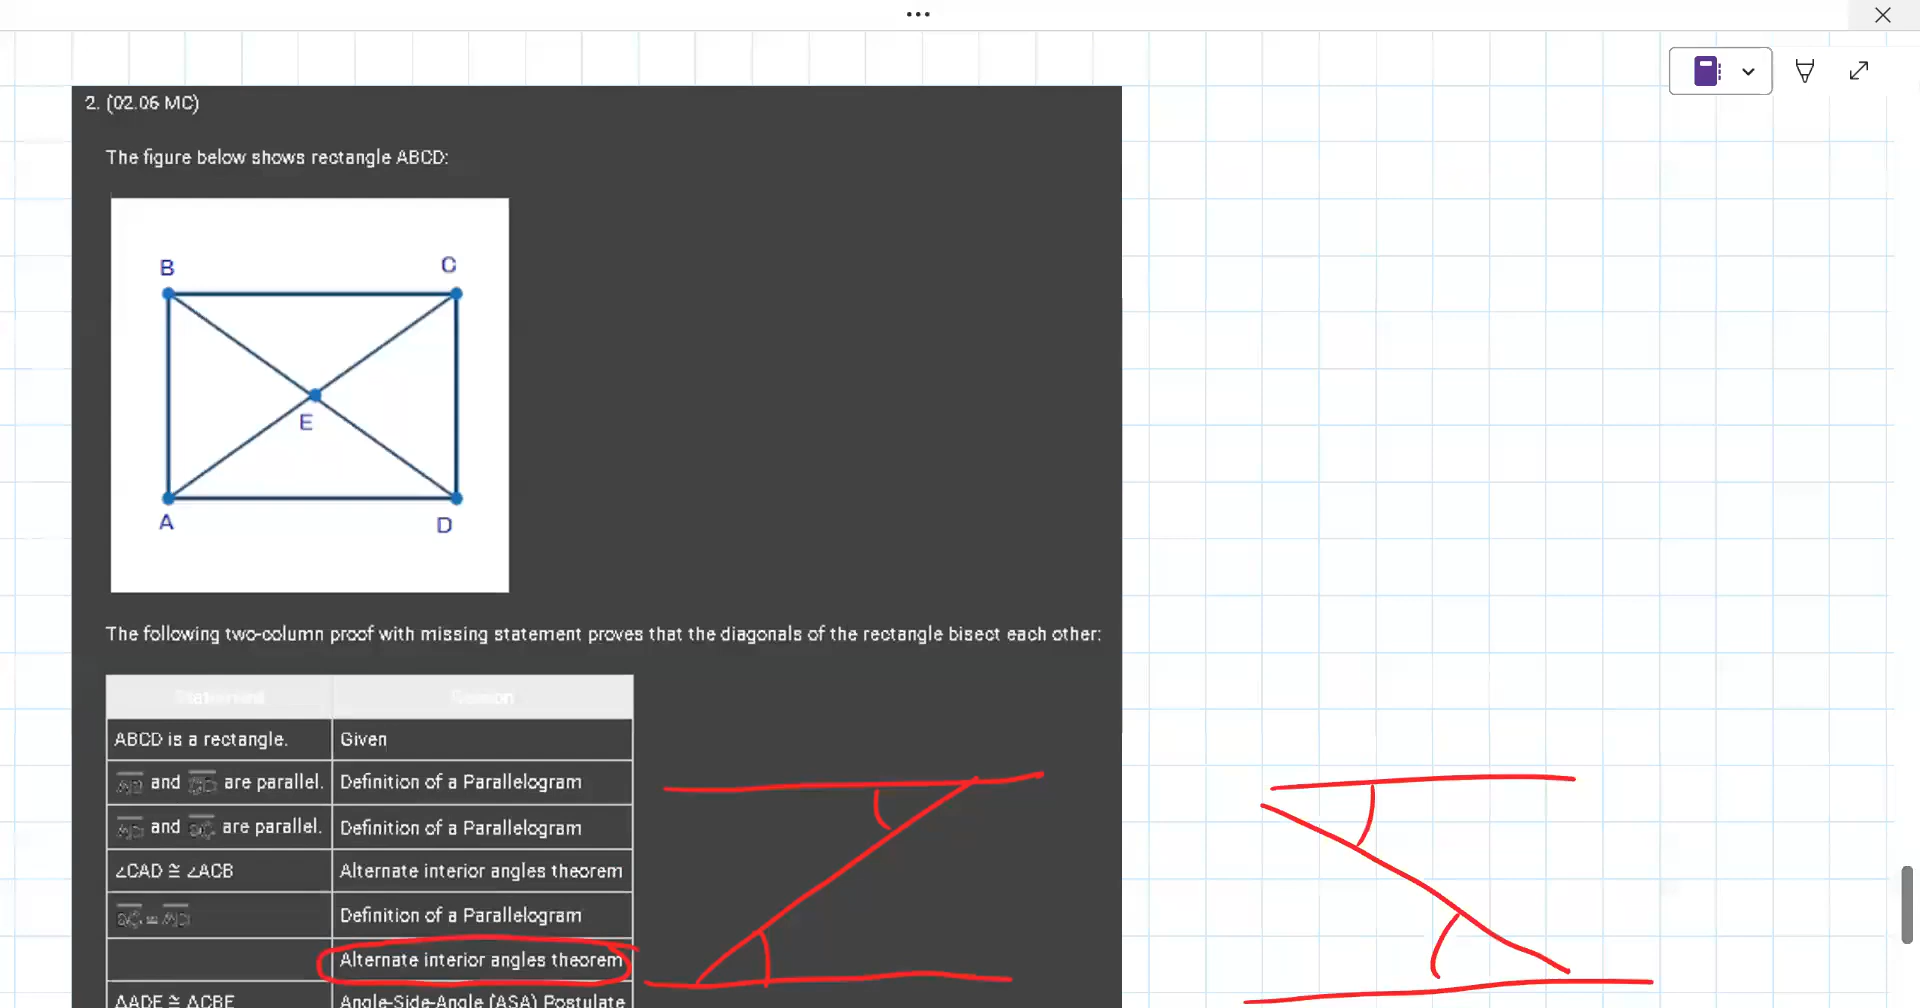 2. (02.06 MC)
The figure below shows rectangle ABCD:
B
C
E
A
D
The following two-column proof with missing statement proves that the diagonals of the rectangle bisect each other:
Statement Reason
ABCD is a rectangle. Given
and are parallel. Definition of a Parallelogram
and are parallel. Definition of a Parallelogram
∠CAD ≅ ∠ACB Alternate interior angles theorem
Definition of a Parallelogram
Alternate interior angles theorem
ΔADE ≅ ΔCBE Angle-Side-Angle (ASA) Postulate